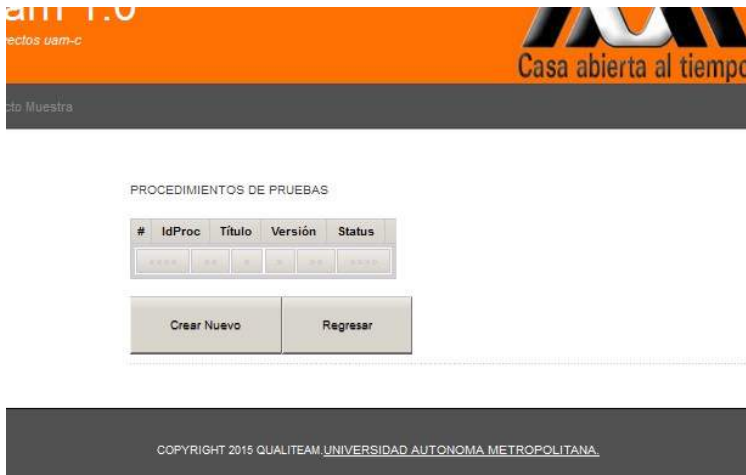 am 1.0
ectos uam-c
Casa abierta al tiempo
cto Muestra
PROCEDIMIENTOS DE PRUEBAS
# IdProc Título Versión Status
Crear Nuevo Regresar
COPYRIGHT 2015 QUALITEAM.UNIVERSIDAD AUTONOMA METROPOLITANA.